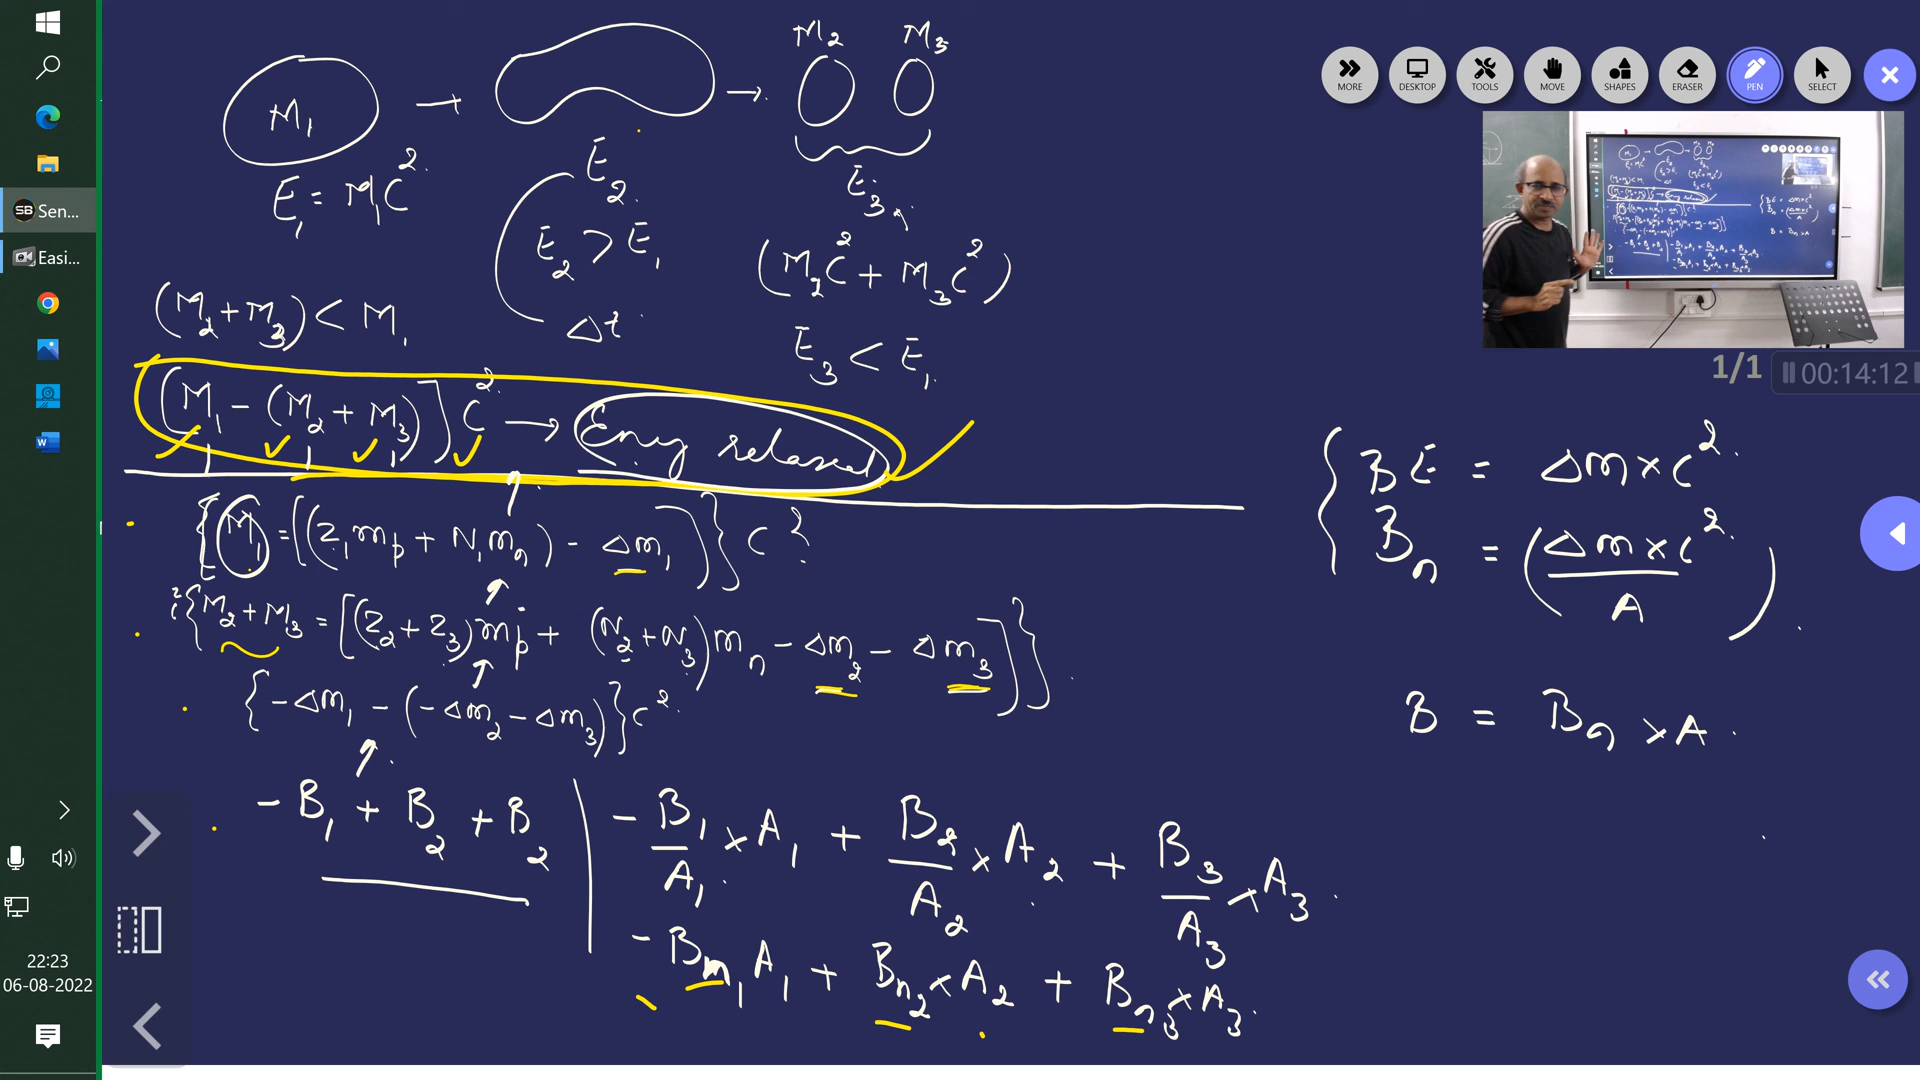 M₂ M₃
M₁ → →
E₁ = M₁C²
E₂
E₂ > E₁
Δt
E₃
(M₂C² + M₃C²)
E₃ < E₁
(M₂+M₃) < M₁
[M₁ - (M₂ + M₃)]C² →
{M₁ = [(Z₁mp + N₁mn) - Δm₁]}C²
C²{M₂+M₃ = [(Z₂+Z₃)mp + (N₂+N₃)mn - Δm₂ - Δm₃]}
{-Δm₁ - (-Δm₂ - Δm₃)}C²
-B₁ + B₂ + B₂
-B₁/A₁ × A₁ + B₂/A₂ × A₂ + B₃/A₃ × A₃
-Bn₁A₁ + Bn₂×A₂ + Bn₃×A₃
BE = Δm×C²
Bn = (Δm×C²/A)
B = Bn × A
MORE DESKTOP TOOLS MOVE SHAPES ERASER PEN SELECT
1/1 00:14:12
SB Sen...
Easi...
22:23
06-08-2022